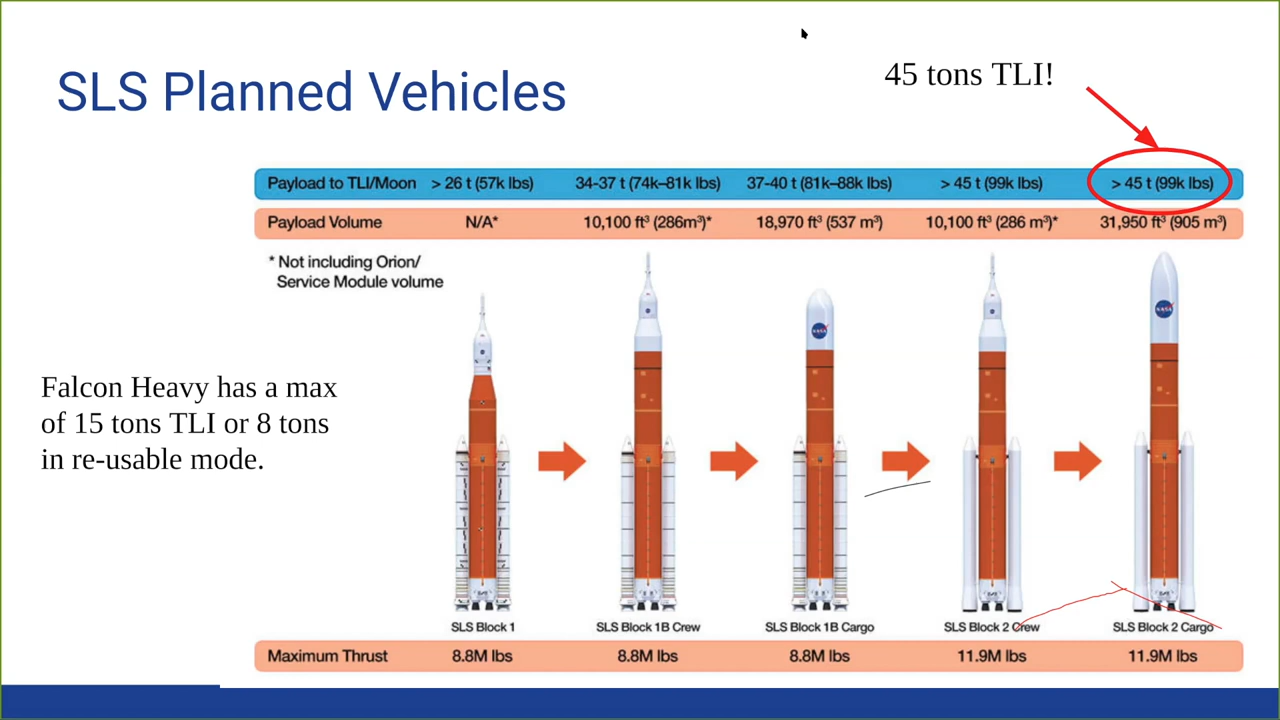 45 tons TLI!
SLS Planned Vehicles
Payload to TLI/Moon > 26 t (57k lbs) 34-37 t (74k–81k lbs) 37-40 t (81k–88k lbs) > 45 t (99k lbs) > 45 t (99k lbs)
Payload Volume N/A* 10,100 ft³ (286m³)* 18,970 ft³ (537 m³) 10,100 ft³ (286 m³)* 31,950 ft³ (905 m³)
* Not including Orion/
Service Module volume
NASA
NASA
Falcon Heavy has a max
of 15 tons TLI or 8 tons
in re-usable mode.
SLS Block 1 SLS Block 1B Crew SLS Block 1B Cargo SLS Block 2 Crew SLS Block 2 Cargo
Maximum Thrust 8.8M lbs 8.8M lbs 8.8M lbs 11.9M lbs 11.9M lbs